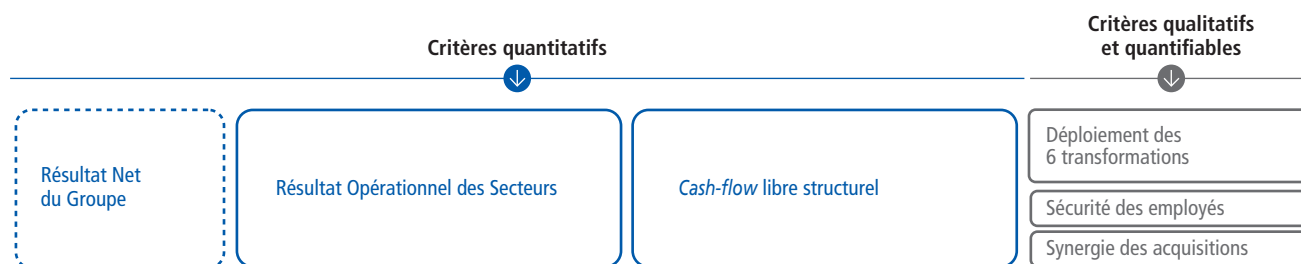 Critères quantitatifs
Critères qualitatifs
et quantifiables
Résultat Net
du Groupe
Résultat Opérationnel des Secteurs
Cash-flow libre structurel
Déploiement des
6 transformations
Sécurité des employés
Synergie des acquisitions